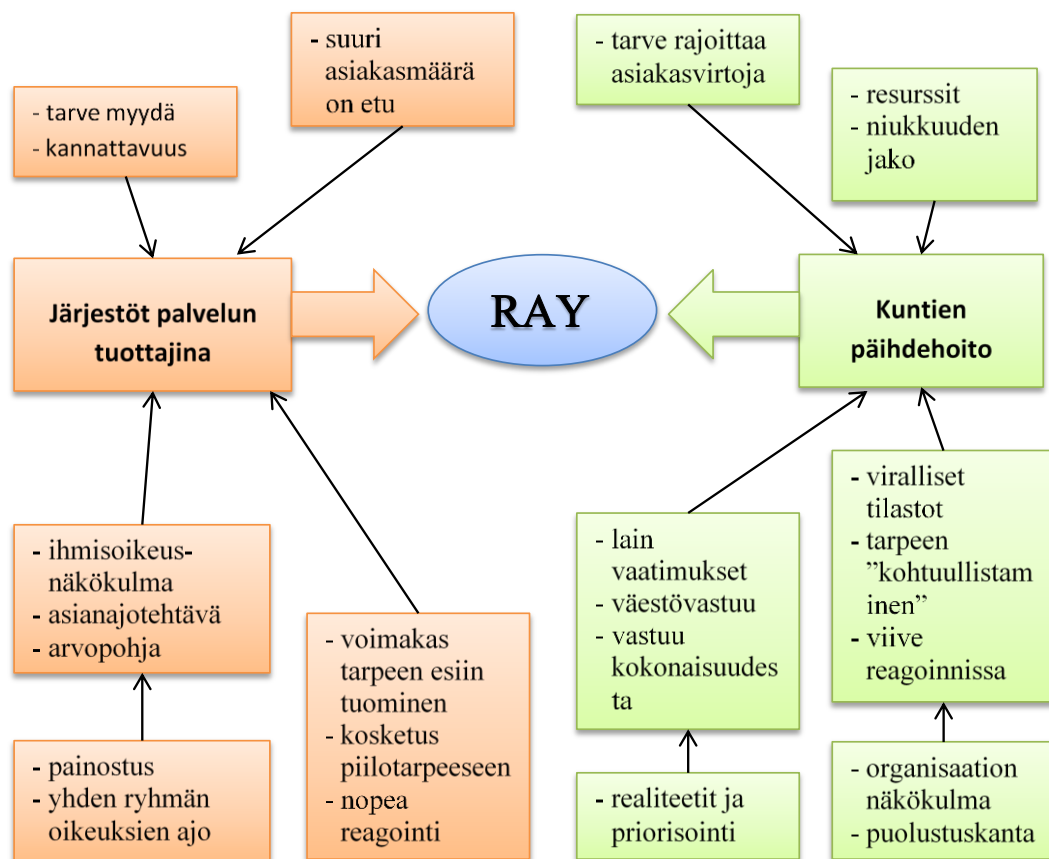 - suuri
asiakasmäärä
on etu
- tarve rajoittaa
asiakasvirtoja
- tarve myydä
- kannattavuus
- resurssit
- niukkuuden
jako
Järjestöt palvelun
tuottajina
RAY
Kuntien
päihdehoito
- ihmisoikeus-
näkökulma
- asianajotehtävä
- arvopohja
- voimakas
tarpeen esiin
tuominen
- kosketus
piilotarpeeseen
- nopea
reagointi
- lain
vaatimukset
- väestövastuu
- vastuu
kokonaisuudes
ta
- viralliset
tilastot
- tarpeen
”kohtuullistam
inen”
- viive
reagoinnissa
- painostus
- yhden ryhmän
oikeuksien ajo
- realiteetit ja
priorisointi
- organisaation
näkökulma
- puolustuskanta